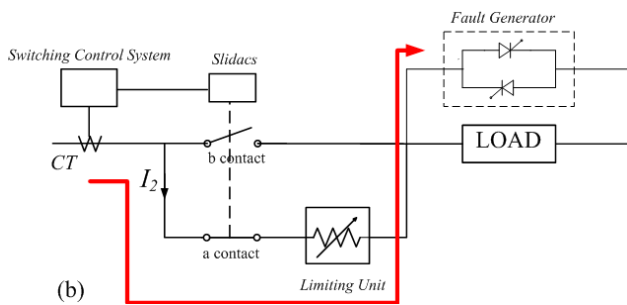 Fault Generator
Switching Control System
Slidacs
LOAD
CT
b contact
I2
a contact
Limiting Unit
(b)